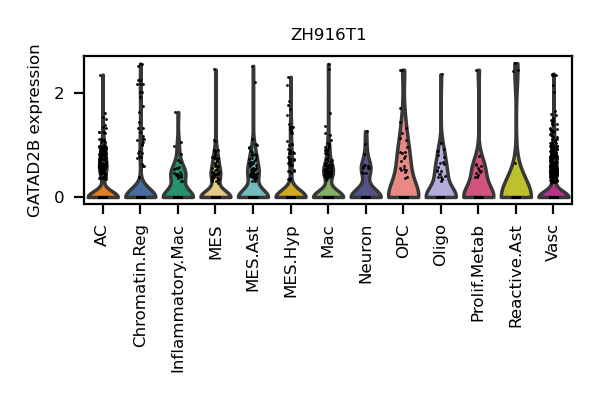 ZH916T1
GATAD2B expression
2
0
AC
Chromatin.Reg
Inflammatory.Mac
MES
MES.Ast
MES.Hyp
Mac
Neuron
OPC
Oligo
Prolif.Metab
Reactive.Ast
Vasc